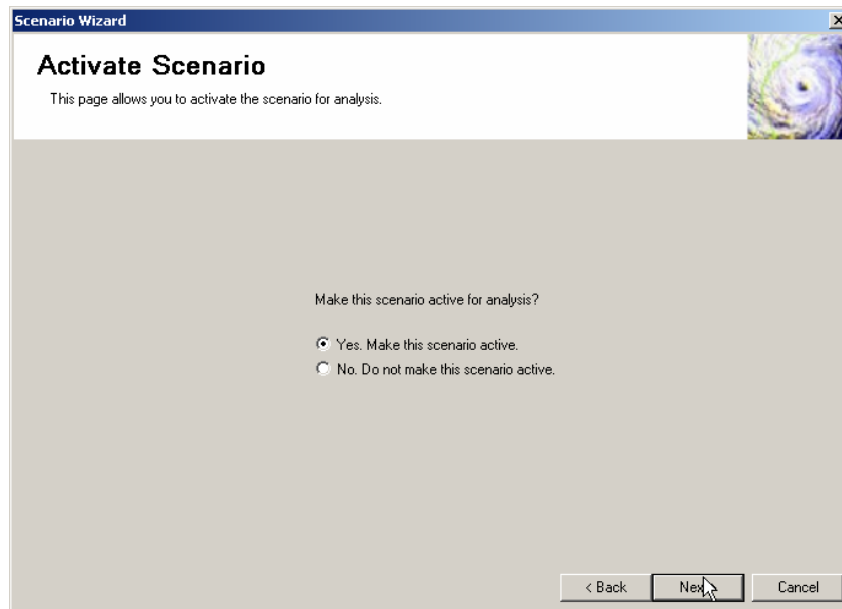 Scenario Wizard
Activate Scenario
This page allows you to activate the scenario for analysis.
Make this scenario active for analysis?
Yes. Make this scenario active.
No. Do not make this scenario active.
< Back Nex Cancel